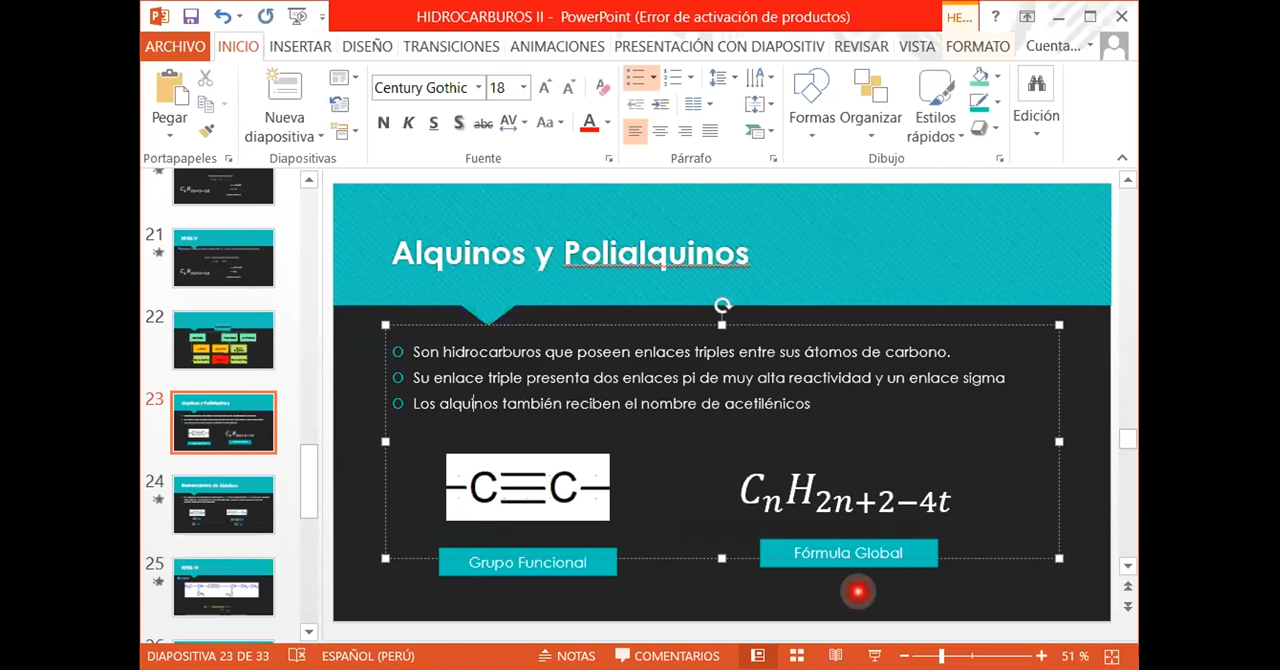 HIDROCARBUROS II - PowerPoint (Error de activación de productos)
HE...
ARCHIVO INICIO INSERTAR DISEÑO TRANSICIONES ANIMACIONES PRESENTACIÓN CON DIAPOSITIV REVISAR VISTA FORMATO Cuenta...
Century Gothic 18
N K S S abc AV Aa A
Pegar
Nueva diapositiva
Formas Organizar Estilos rápidos Edición
Portapapeles Diapositivas Fuente Párrafo Dibujo
21
22
23
24
25
Alquinos y Polialquinos
Son hidrocarburos que poseen enlaces triples entre sus átomos de carbono.
Su enlace triple presenta dos enlaces pi de muy alta reactividad y un enlace sigma
Los alquinos también reciben el nombre de acetilénicos
–C≡C–
CnH2n+2−4t
Grupo Funcional
Fórmula Global
DIAPOSITIVA 23 DE 33 ESPAÑOL (PERÚ) NOTAS COMENTARIOS 51 %